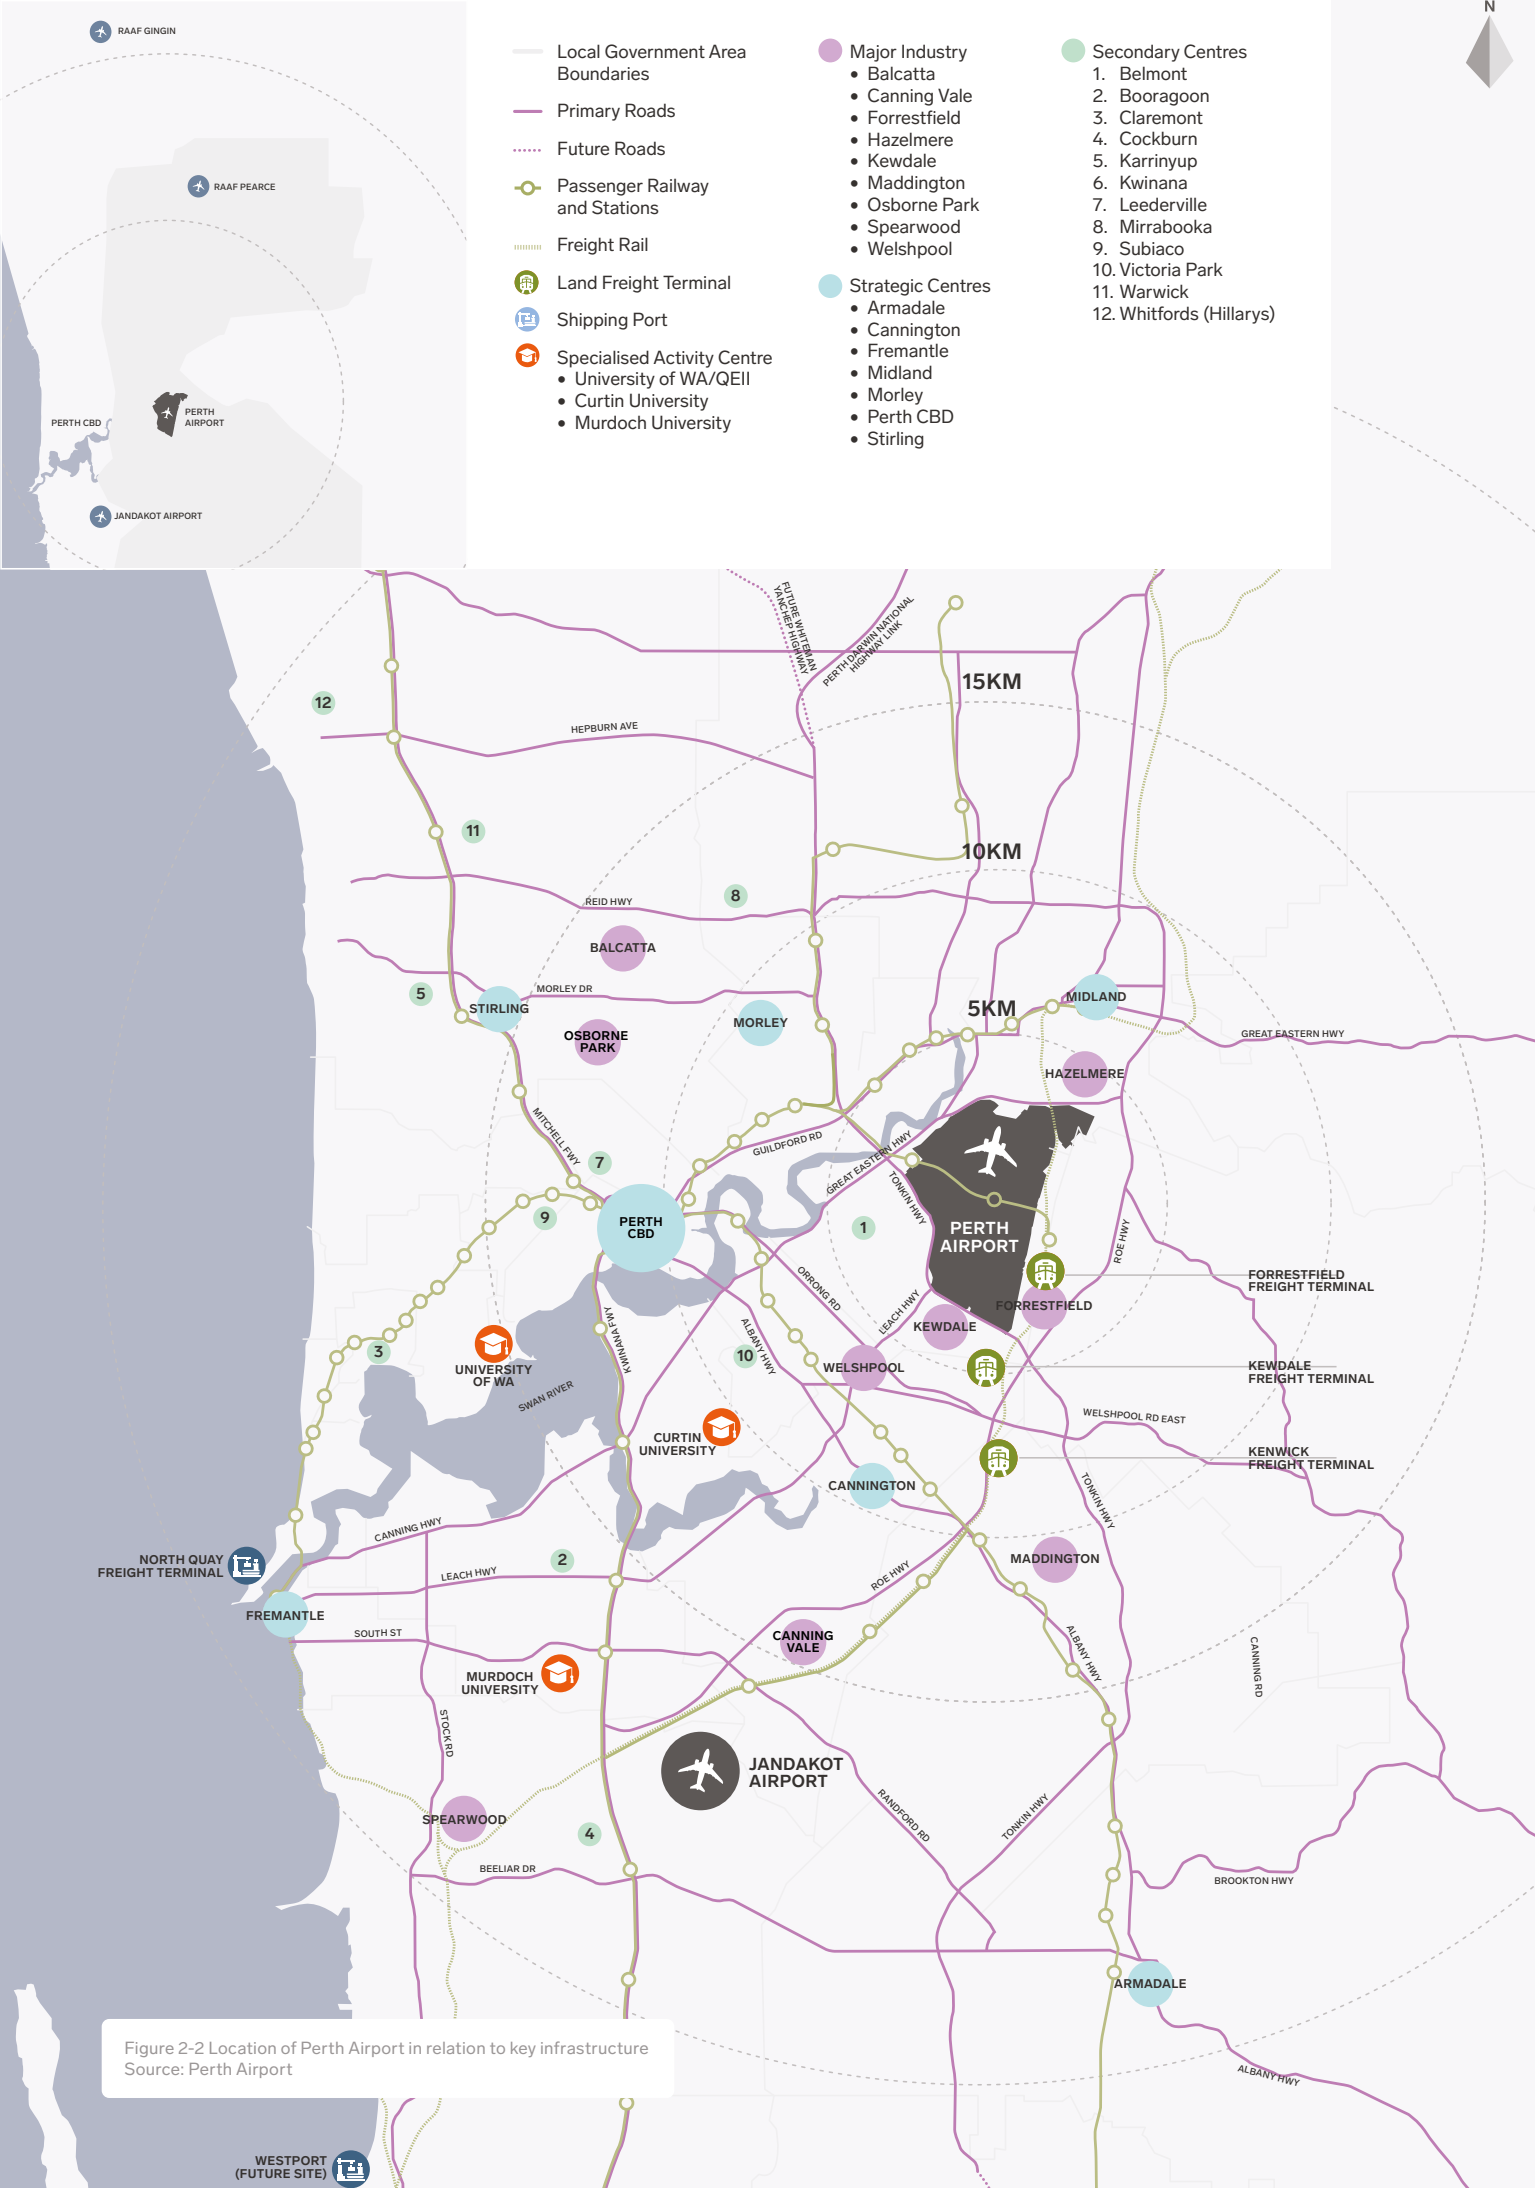 RAAF GINGIN
RAAF PEARCE
PERTH CBD
PERTH
AIRPORT
JANDAKOT AIRPORT
Local Government Area
Boundaries
Primary Roads
Future Roads
Passenger Railway
and Stations
Freight Rail
Land Freight Terminal
Shipping Port
Specialised Activity Centre
• University of WA/QEII
• Curtin University
• Murdoch University
Major Industry
• Balcatta
• Canning Vale
• Forrestfield
• Hazelmere
• Kewdale
• Maddington
• Osborne Park
• Spearwood
• Welshpool
Strategic Centres
• Armadale
• Cannington
• Fremantle
• Midland
• Morley
• Perth CBD
• Stirling
Secondary Centres
1. Belmont
2. Booragoon
3. Claremont
4. Cockburn
5. Karrinyup
6. Kwinana
7. Leederville
8. Mirrabooka
9. Subiaco
10. Victoria Park
11. Warwick
12. Whitfords (Hillarys)
N
FUTURE WHITEMAN
YANCHEP HIGHWAY
PERTH DARWIN NATIONAL
HIGHWAY LINK
15KM
12
HEPBURN AVE
11
10KM
8
REID HWY
BALCATTA
5
STIRLING
MORLEY DR
MORLEY
OSBORNE
PARK
5KM
MIDLAND
GREAT EASTERN HWY
HAZELMERE
MITCHELL FWY
GUILDFORD RD
GREAT EASTERN HWY
TONKIN HWY
7
9
PERTH
CBD
1
PERTH
AIRPORT
ROE HWY
FORRESTFIELD
FREIGHT TERMINAL
ORRONG RD
LEACH HWY
FORRESTFIELD
KEWDALE
KWINANA FWY
ALBANY HWY
3
UNIVERSITY
OF WA
10
WELSHPOOL
KEWDALE
FREIGHT TERMINAL
SWAN RIVER
WELSHPOOL RD EAST
CURTIN
UNIVERSITY
KENWICK
FREIGHT TERMINAL
CANNINGTON
TONKIN HWY
CANNING HWY
NORTH QUAY
FREIGHT TERMINAL
2
LEACH HWY
ROE HWY
MADDINGTON
FREMANTLE
SOUTH ST
CANNING
VALE
ALBANY HWY
CANNING RD
MURDOCH
UNIVERSITY
STOCK RD
JANDAKOT
AIRPORT
RANDFORD RD
TONKIN HWY
SPEARWOOD
4
BEELIAR DR
BROOKTON HWY
ARMADALE
Figure 2-2 Location of Perth Airport in relation to key infrastructure
Source: Perth Airport
ALBANY HWY
WESTPORT
(FUTURE SITE)